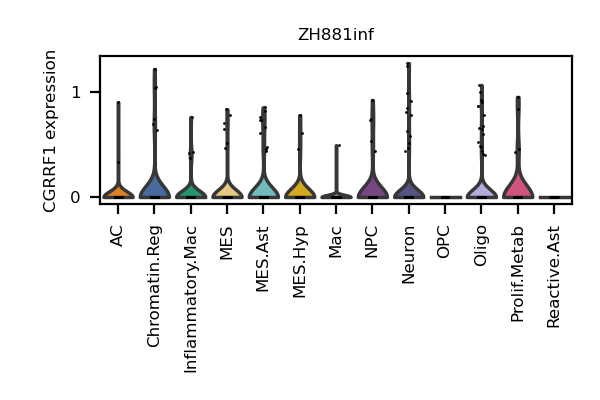 ZH881inf
CGRRF1 expression
1
0
AC
Chromatin.Reg
Inflammatory.Mac
MES
MES.Ast
MES.Hyp
Mac
NPC
Neuron
OPC
Oligo
Prolif.Metab
Reactive.Ast